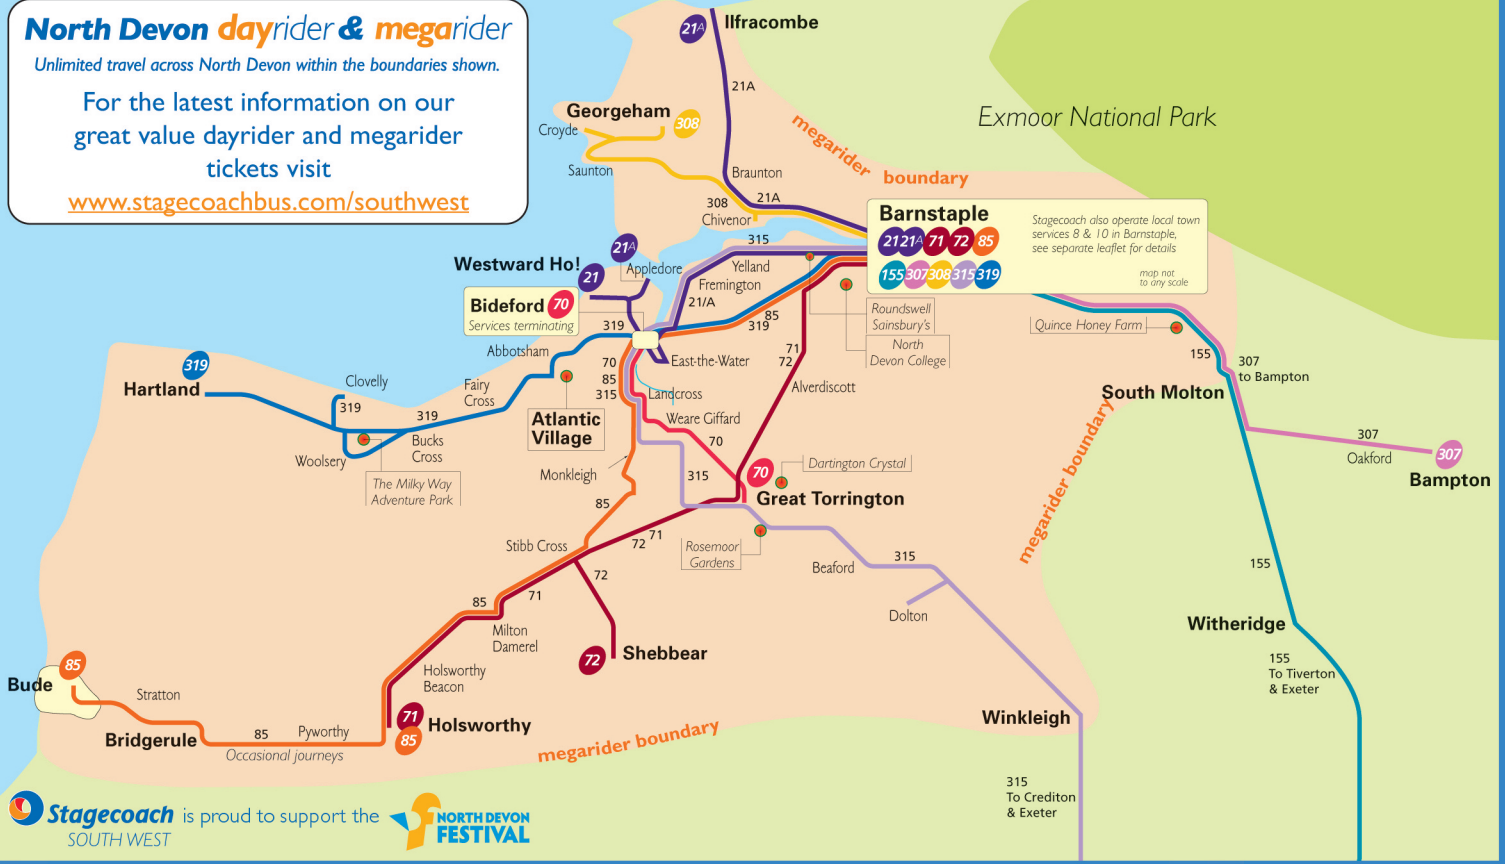 North Devon dayrider & megarider
Unlimited travel across North Devon within the boundaries shown.
For the latest information on our
great value dayrider and megarider
tickets visit
www.stagecoachbus.com/southwest
21A
Ilfracombe
21A
Exmoor National Park
Georgeham
308
Croyde
Saunton
megarider boundary
Braunton
308
21A
Chivenor
Barnstaple
21 21A 71 72 85
155 307 308 315 319
Stagecoach also operate local town
services 8 & 10 in Barnstaple,
see separate leaflet for details
map not
to any scale
315
21A
Westward Ho!
21
Appledore
Yelland
Fremington
21/A
Bideford 70
Services terminating
319
85
319
Roundswell
Sainsbury's
North
Devon College
Quince Honey Farm
155
307
to Bampton
South Molton
307
Oakford
307
Bampton
Abbotsham
East-the-Water
70
85
315
71
72
Alverdiscott
Landcross
Weare Giffard
70
319
Hartland
Clovelly
319
Fairy
Cross
319
Bucks
Cross
Woolsery
The Milky Way
Adventure Park
Atlantic
Village
Monkleigh
315
70
Dartington Crystal
Great Torrington
megarider boundary
85
Stibb Cross
72
71
Rosemoor
Gardens
Beaford
315
Dolton
155
72
71
85
Milton
Damerel
72
Shebbear
Witheridge
155
To Tiverton
& Exeter
Holsworthy
Beacon
85
Bude
Stratton
Bridgerule
85
Pyworthy
Occasional journeys
71
85
Holsworthy
megarider boundary
Winkleigh
315
To Crediton
& Exeter
Stagecoach is proud to support the
SOUTH WEST
NORTH DEVON
FESTIVAL